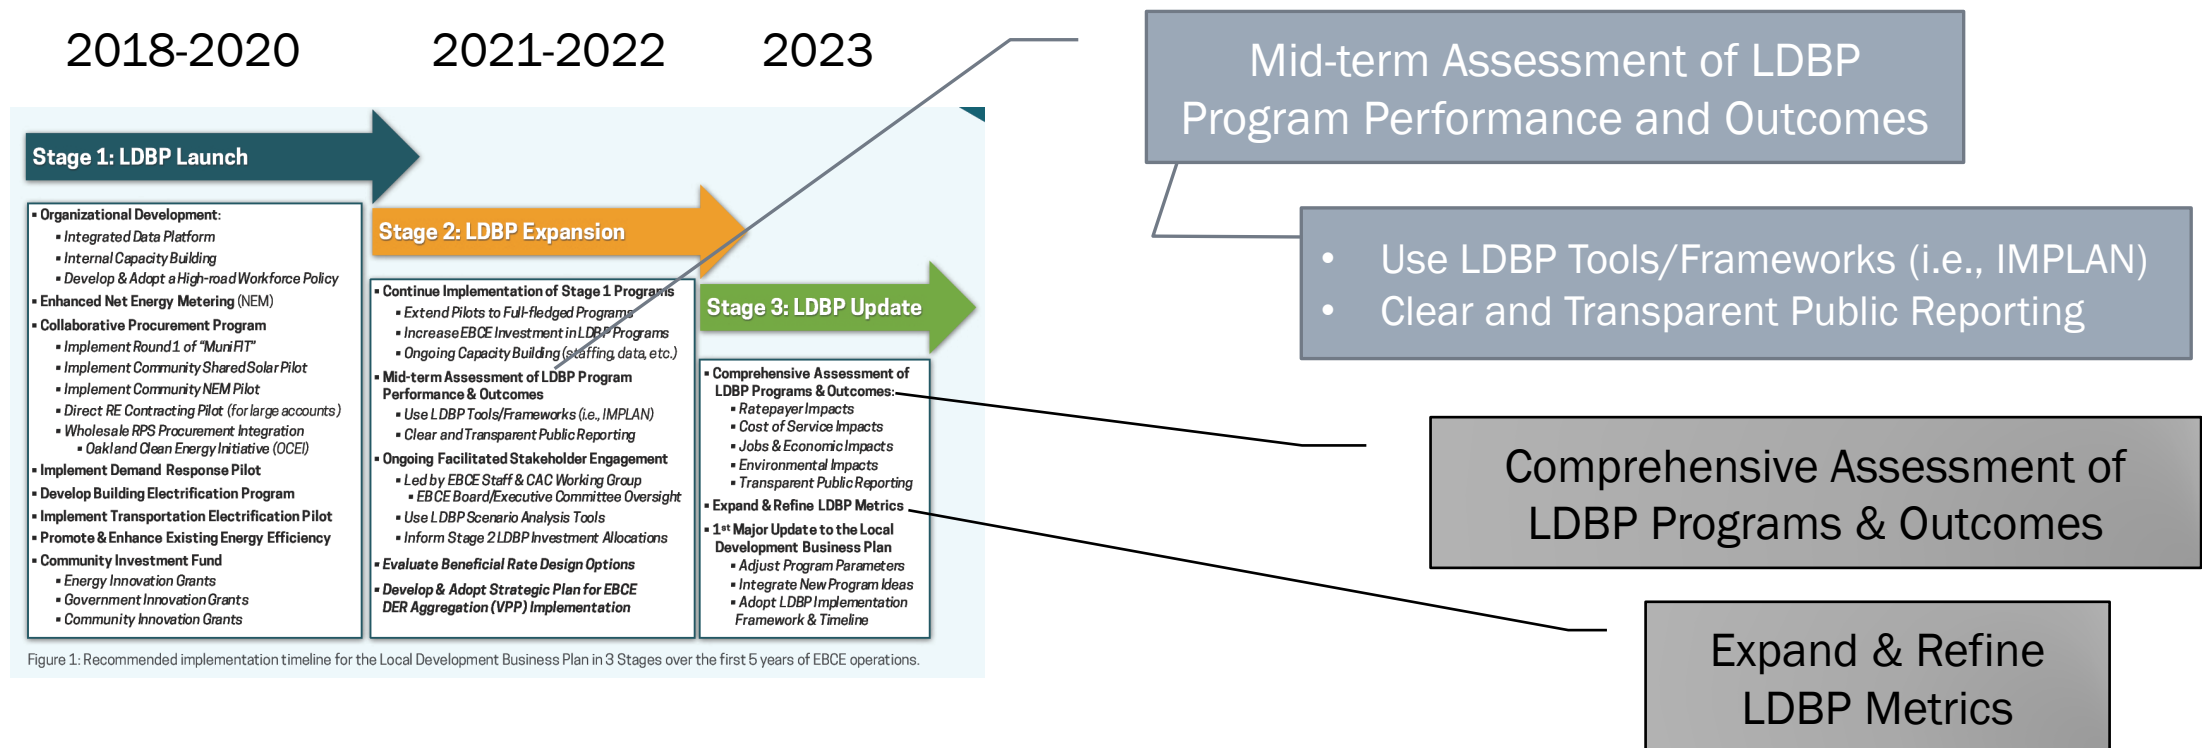 2018-2020
2021-2022
2023
Stage 1: LDBP Launch
▪ Organizational Development:
▪ Integrated Data Platform
▪ Internal Capacity Building
▪ Develop & Adopt a High-road Workforce Policy
▪ Enhanced Net Energy Metering (NEM)
▪ Collaborative Procurement Program
▪ Implement Round 1 of “MuniFIT”
▪ Implement Community Shared Solar Pilot
▪ Implement Community NEM Pilot
▪ Direct RE Contracting Pilot (for large accounts)
▪ Wholesale RPS Procurement Integration
▪ Oakland Clean Energy Initiative (OCEI)
▪ Implement Demand Response Pilot
▪ Develop Building Electrification Program
▪ Implement Transportation Electrification Pilot
▪ Promote & Enhance Existing Energy Efficiency
▪ Community Investment Fund
▪ Energy Innovation Grants
▪ Government Innovation Grants
▪ Community Innovation Grants
Stage 2: LDBP Expansion
▪ Continue Implementation of Stage 1 Programs
▪ Extend Pilots to Full-fledged Programs
▪ Increase EBCE Investment in LDBP Programs
▪ Ongoing Capacity Building (staffing, data, etc.)
▪ Mid-term Assessment of LDBP Program
Performance & Outcomes
▪ Use LDBP Tools/Frameworks (i.e., IMPLAN)
▪ Clear and Transparent Public Reporting
▪ Ongoing Facilitated Stakeholder Engagement
▪ Led by EBCE Staff & CAC Working Group
▪ EBCE Board/Executive Committee Oversight
▪ Use LDBP Scenario Analysis Tools
▪ Inform Stage 2 LDBP Investment Allocations
▪ Evaluate Beneficial Rate Design Options
▪ Develop & Adopt Strategic Plan for EBCE
DER Aggregation (VPP) Implementation
Stage 3: LDBP Update
▪ Comprehensive Assessment of
LDBP Programs & Outcomes:
▪ Ratepayer Impacts
▪ Cost of Service Impacts
▪ Jobs & Economic Impacts
▪ Environmental Impacts
▪ Transparent Public Reporting
▪ Expand & Refine LDBP Metrics
▪ 1st Major Update to the Local
Development Business Plan
▪ Adjust Program Parameters
▪ Integrate New Program Ideas
▪ Adopt LDBP Implementation
Framework & Timeline
Figure 1: Recommended implementation timeline for the Local Development Business Plan in 3 Stages over the first 5 years of EBCE operations.
Mid-term Assessment of LDBP
Program Performance and Outcomes
• Use LDBP Tools/Frameworks (i.e., IMPLAN)
• Clear and Transparent Public Reporting
Comprehensive Assessment of
LDBP Programs & Outcomes
Expand & Refine
LDBP Metrics